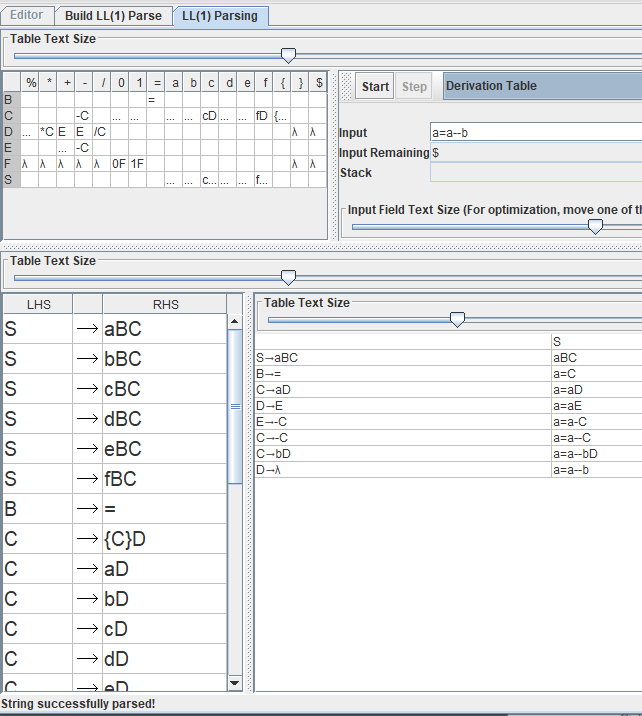 Editor Build LL(1) Parse LL(1) Parsing
Table Text Size
% * + - / 0 1 = a b c d e f { } $
B =
C -C ... ... ... ... cD ... ... fD {...
D ... *C E E /C λ λ
E ... -C
F λ λ λ λ λ 0F 1F λ λ
S ... ... c... ... ... f...
Start Step Derivation Table
Input a=a--b
Input Remaining $
Stack
Input Field Text Size (For optimization, move one of th
Table Text Size
LHS RHS
S → aBC
S → bBC
S → cBC
S → dBC
S → eBC
S → fBC
B → =
C → {C}D
C → aD
C → bD
C → cD
C → dD
C → eD
Table Text Size
S
S→aBC aBC
B→= a=C
C→aD a=aD
D→E a=aE
E→-C a=a-C
C→-C a=a--C
C→bD a=a--bD
D→λ a=a--b
String successfully parsed!